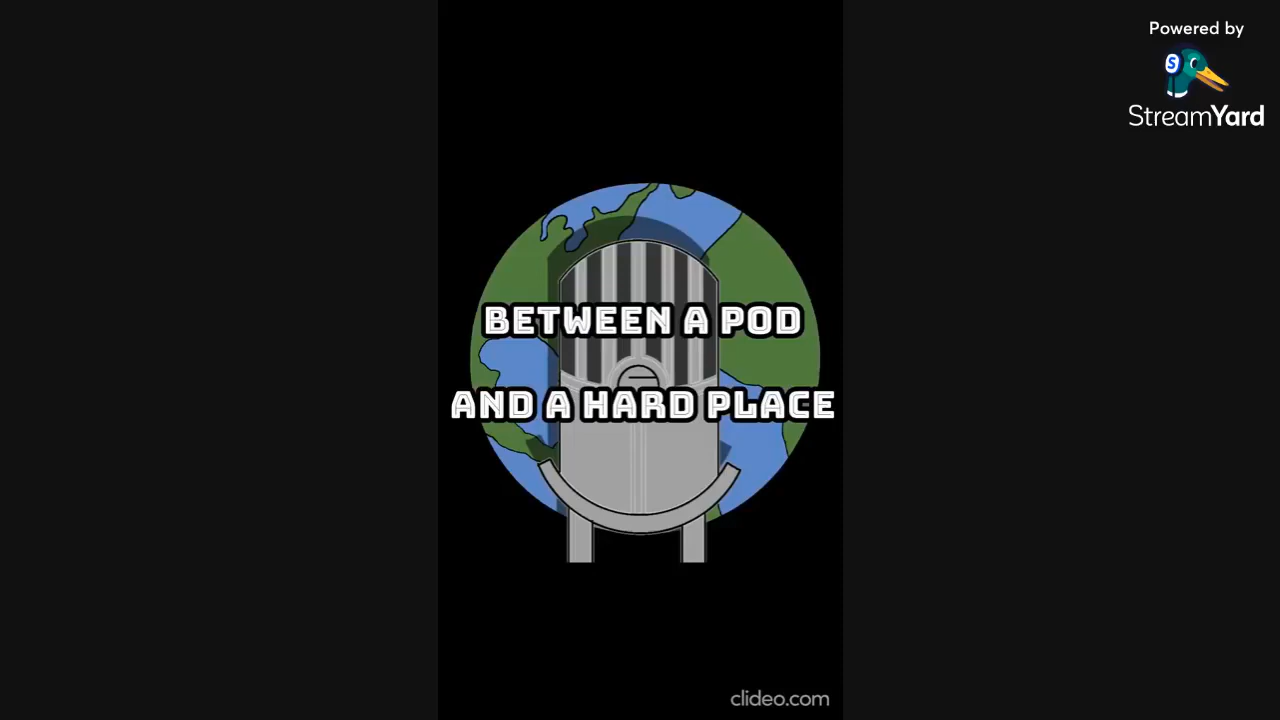 Powered by
S
StreamYard
BETWEEN A POD
AND A HARD PLACE
clideo.com